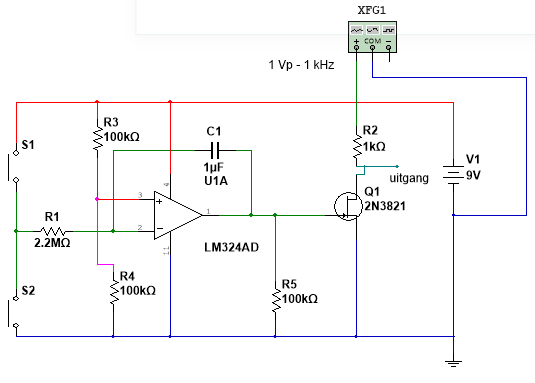 XFG1
COM
1 Vp - 1 kHz
R3
100kΩ
S1
C1
1µF
U1A
R2
1kΩ
uitgang
V1
9V
4
3
2
1
11
Q1
2N3821
R1
2.2MΩ
LM324AD
S2
R4
100kΩ
R5
100kΩ